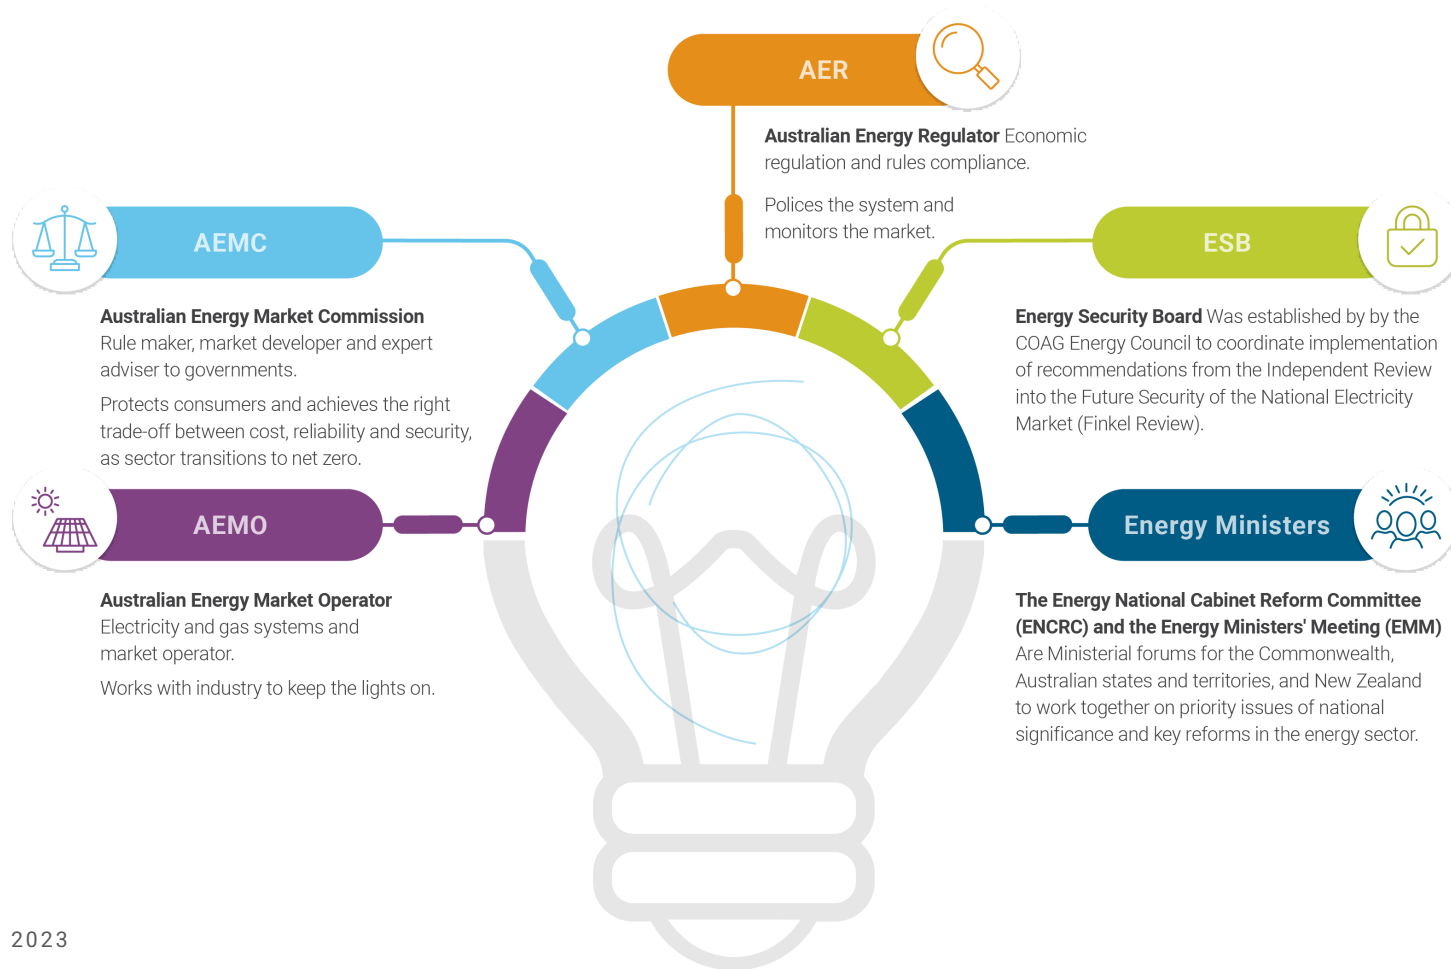 AER
Australian Energy Regulator Economic
regulation and rules compliance.
Polices the system and
monitors the market.
AEMC
Australian Energy Market Commission
Rule maker, market developer and expert
adviser to governments.
Protects consumers and achieves the right
trade-off between cost, reliability and security,
as sector transitions to net zero.
ESB
Energy Security Board Was established by by the
COAG Energy Council to coordinate implementation
of recommendations from the Independent Review
into the Future Security of the National Electricity
Market (Finkel Review).
AEMO
Australian Energy Market Operator
Electricity and gas systems and
market operator.
Works with industry to keep the lights on.
Energy Ministers
The Energy National Cabinet Reform Committee
(ENCRC) and the Energy Ministers' Meeting (EMM)
Are Ministerial forums for the Commonwealth,
Australian states and territories, and New Zealand
to work together on priority issues of national
significance and key reforms in the energy sector.
2023